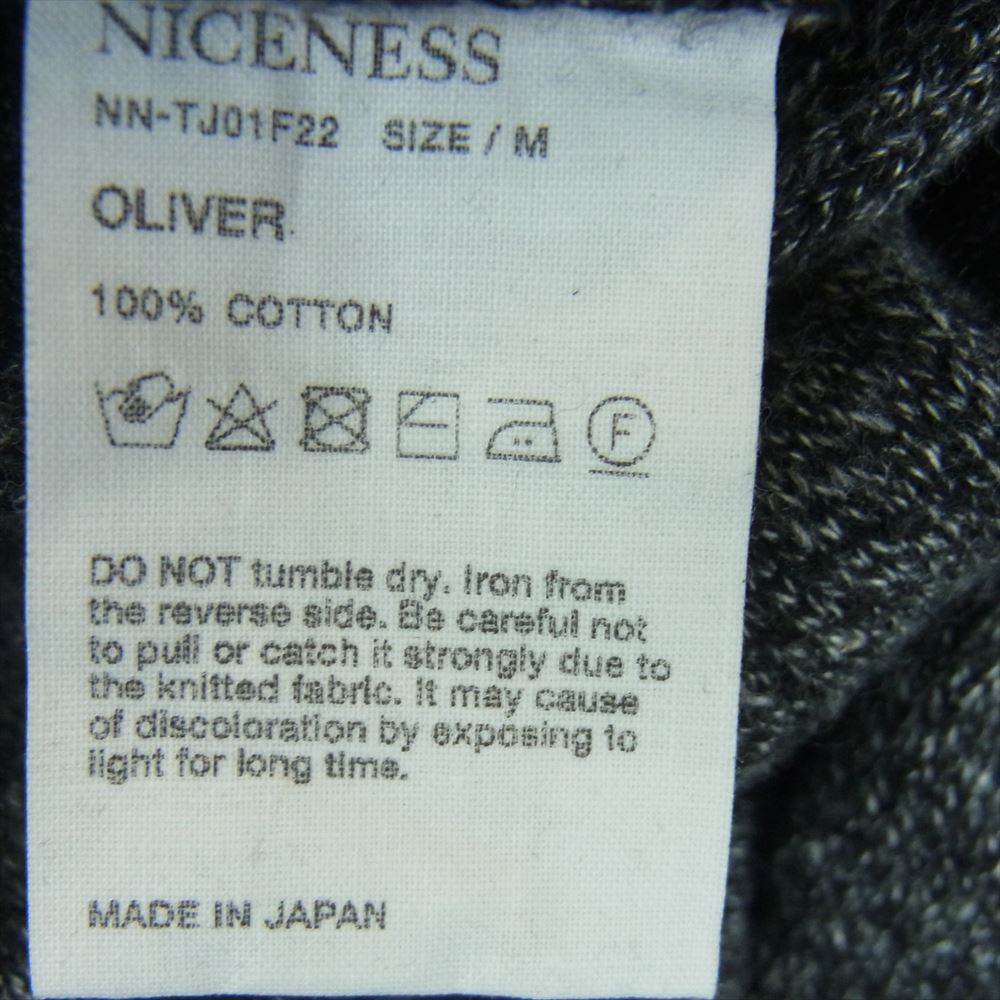 NICENESS
NN-TJ01F22 SIZE / M
OLIVER
100% COTTON
F
DO NOT tumble dry. Iron from
the reverse side. Be careful not
to pull or catch it strongly due to
the knitted fabric. It may cause
of discoloration by exposing to
light for long time.
MADE IN JAPAN